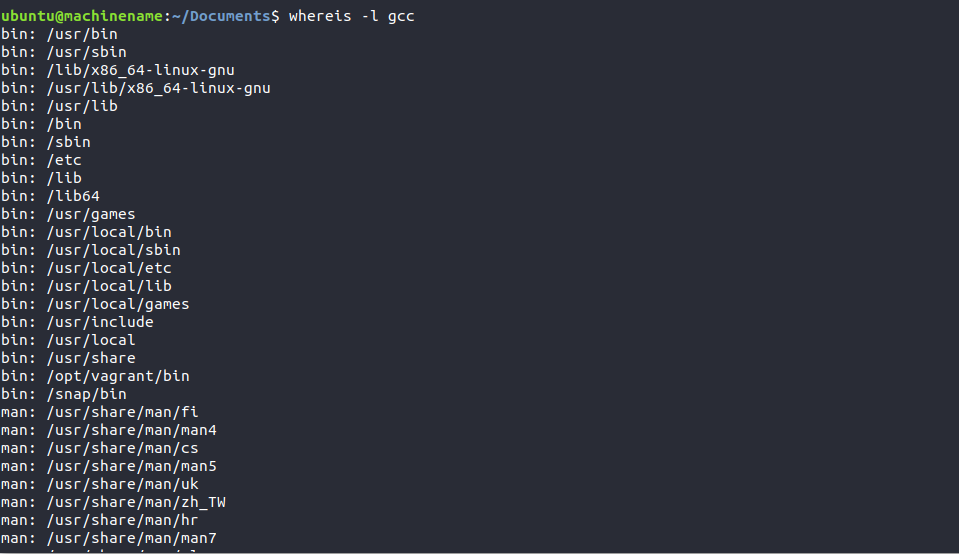 ubuntu@machinename:~/Documents$ whereis -l gcc
bin: /usr/bin
bin: /usr/sbin
bin: /lib/x86_64-linux-gnu
bin: /usr/lib/x86_64-linux-gnu
bin: /usr/lib
bin: /bin
bin: /sbin
bin: /etc
bin: /lib
bin: /lib64
bin: /usr/games
bin: /usr/local/bin
bin: /usr/local/sbin
bin: /usr/local/etc
bin: /usr/local/lib
bin: /usr/local/games
bin: /usr/include
bin: /usr/local
bin: /usr/share
bin: /opt/vagrant/bin
bin: /snap/bin
man: /usr/share/man/fi
man: /usr/share/man/man4
man: /usr/share/man/cs
man: /usr/share/man/man5
man: /usr/share/man/uk
man: /usr/share/man/zh_TW
man: /usr/share/man/hr
man: /usr/share/man/man7